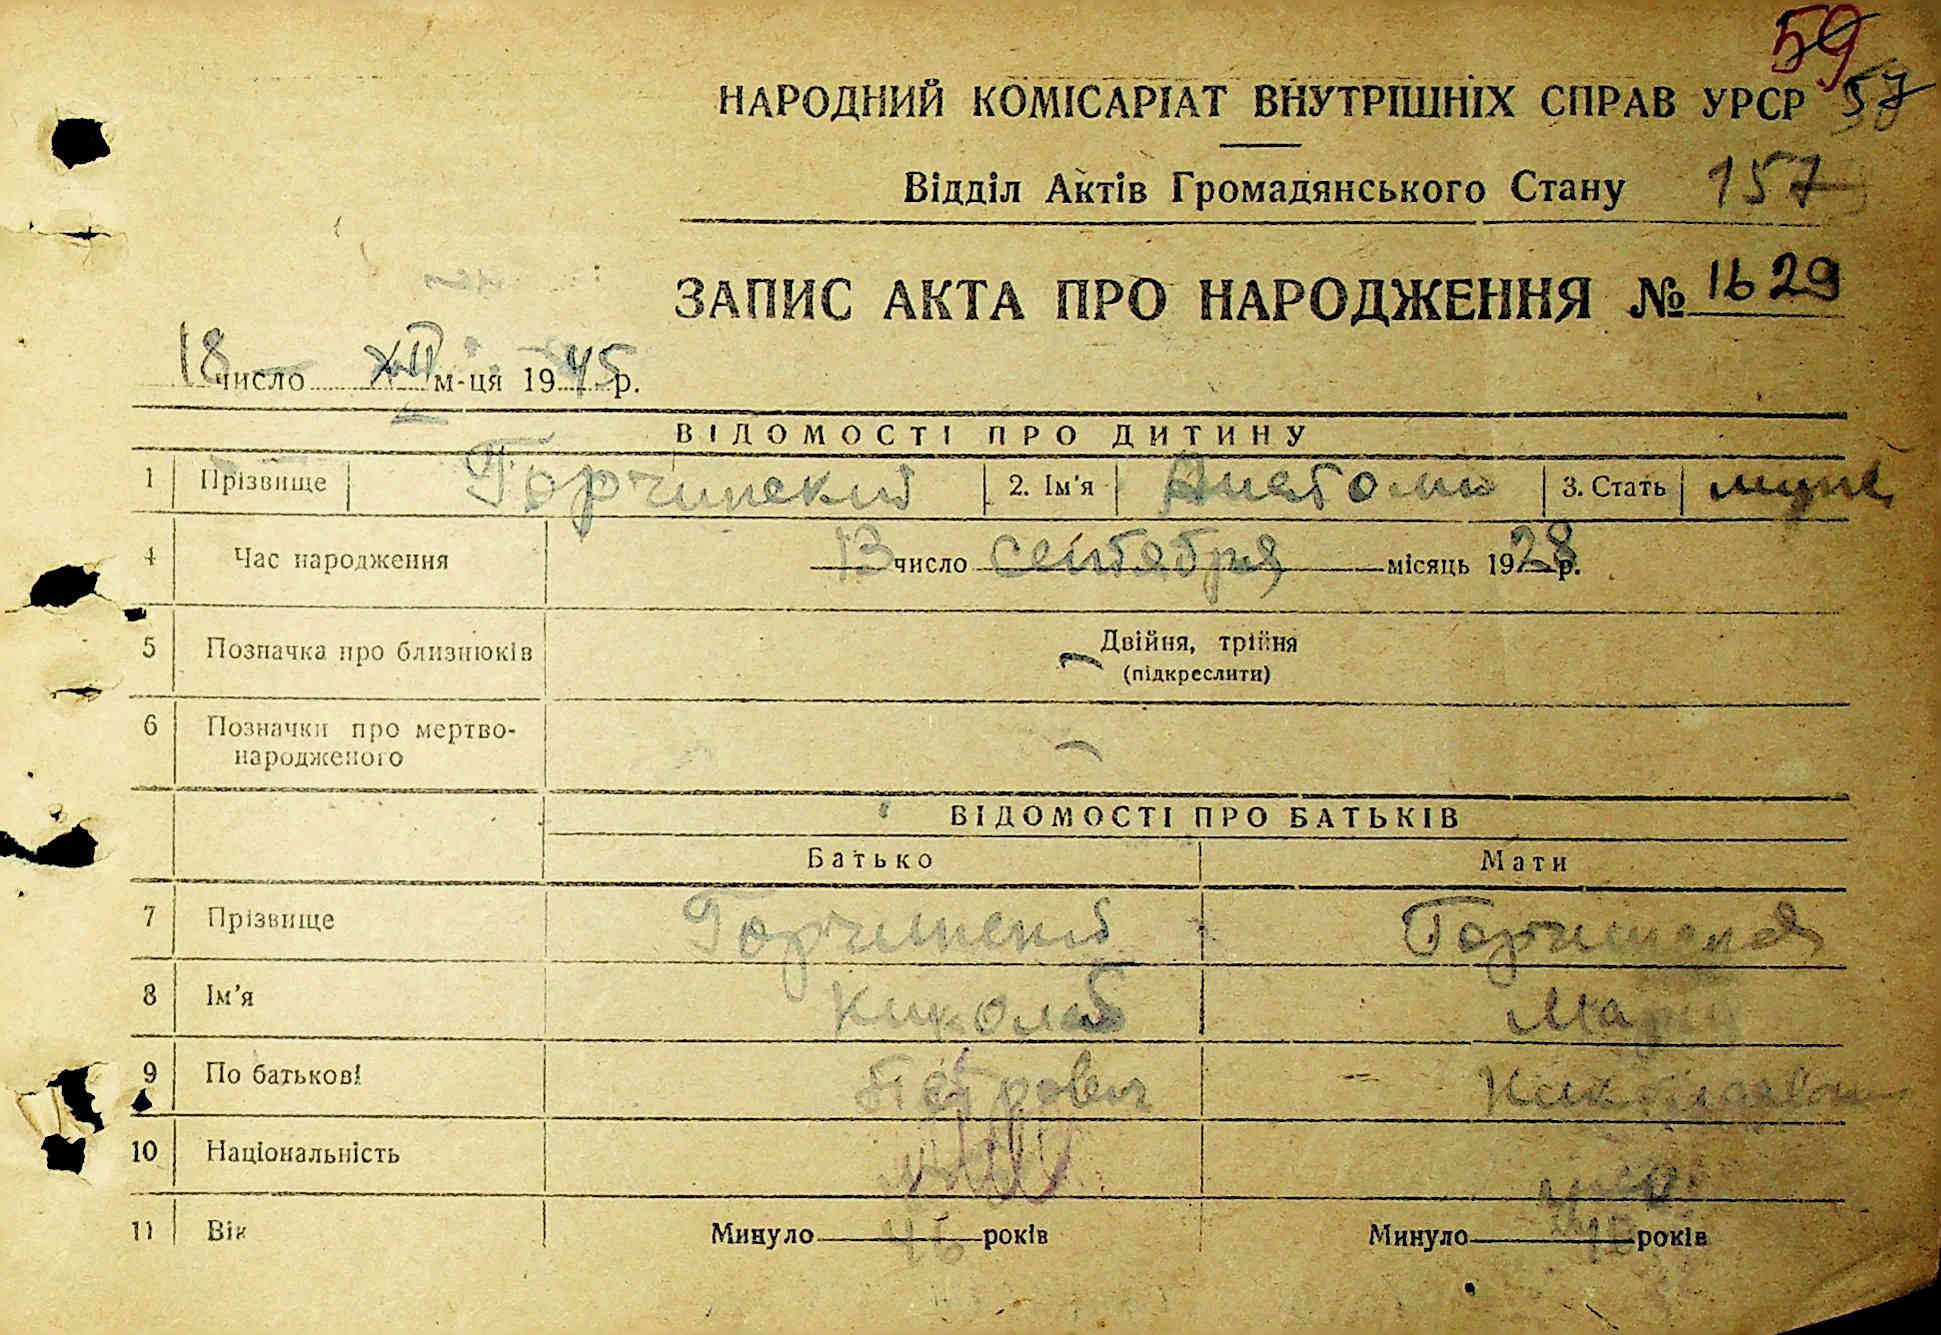 59
НАРОДНИЙ КОМІСАРІАТ ВНУТРІШНІХ СПРАВ УРСР 57
Відділ Актів Громадянського Стану 157
ЗАПИС АКТА ПРО НАРОДЖЕННЯ № 1629
18 число XII м-ця 1945 р.
ВІДОМОСТІ ПРО ДИТИНУ
1 Прізвище Горчинский 2. Ім'я Анатолий 3. Стать
4 Час народження 13 число сентября місяць 1928 р.
5 Позначка про близнюків Двійня, трійня
(підкреслити)
6 Позначки про мертво-
народженого
ВІДОМОСТІ ПРО БАТЬКІВ
Батько Мати
7 Прізвище Горчинский Горчинская
8 Ім'я Николай Мария
9 По батькові Петрович Николаевна
10 Національність
11 Вік Минуло 46 років Минуло років